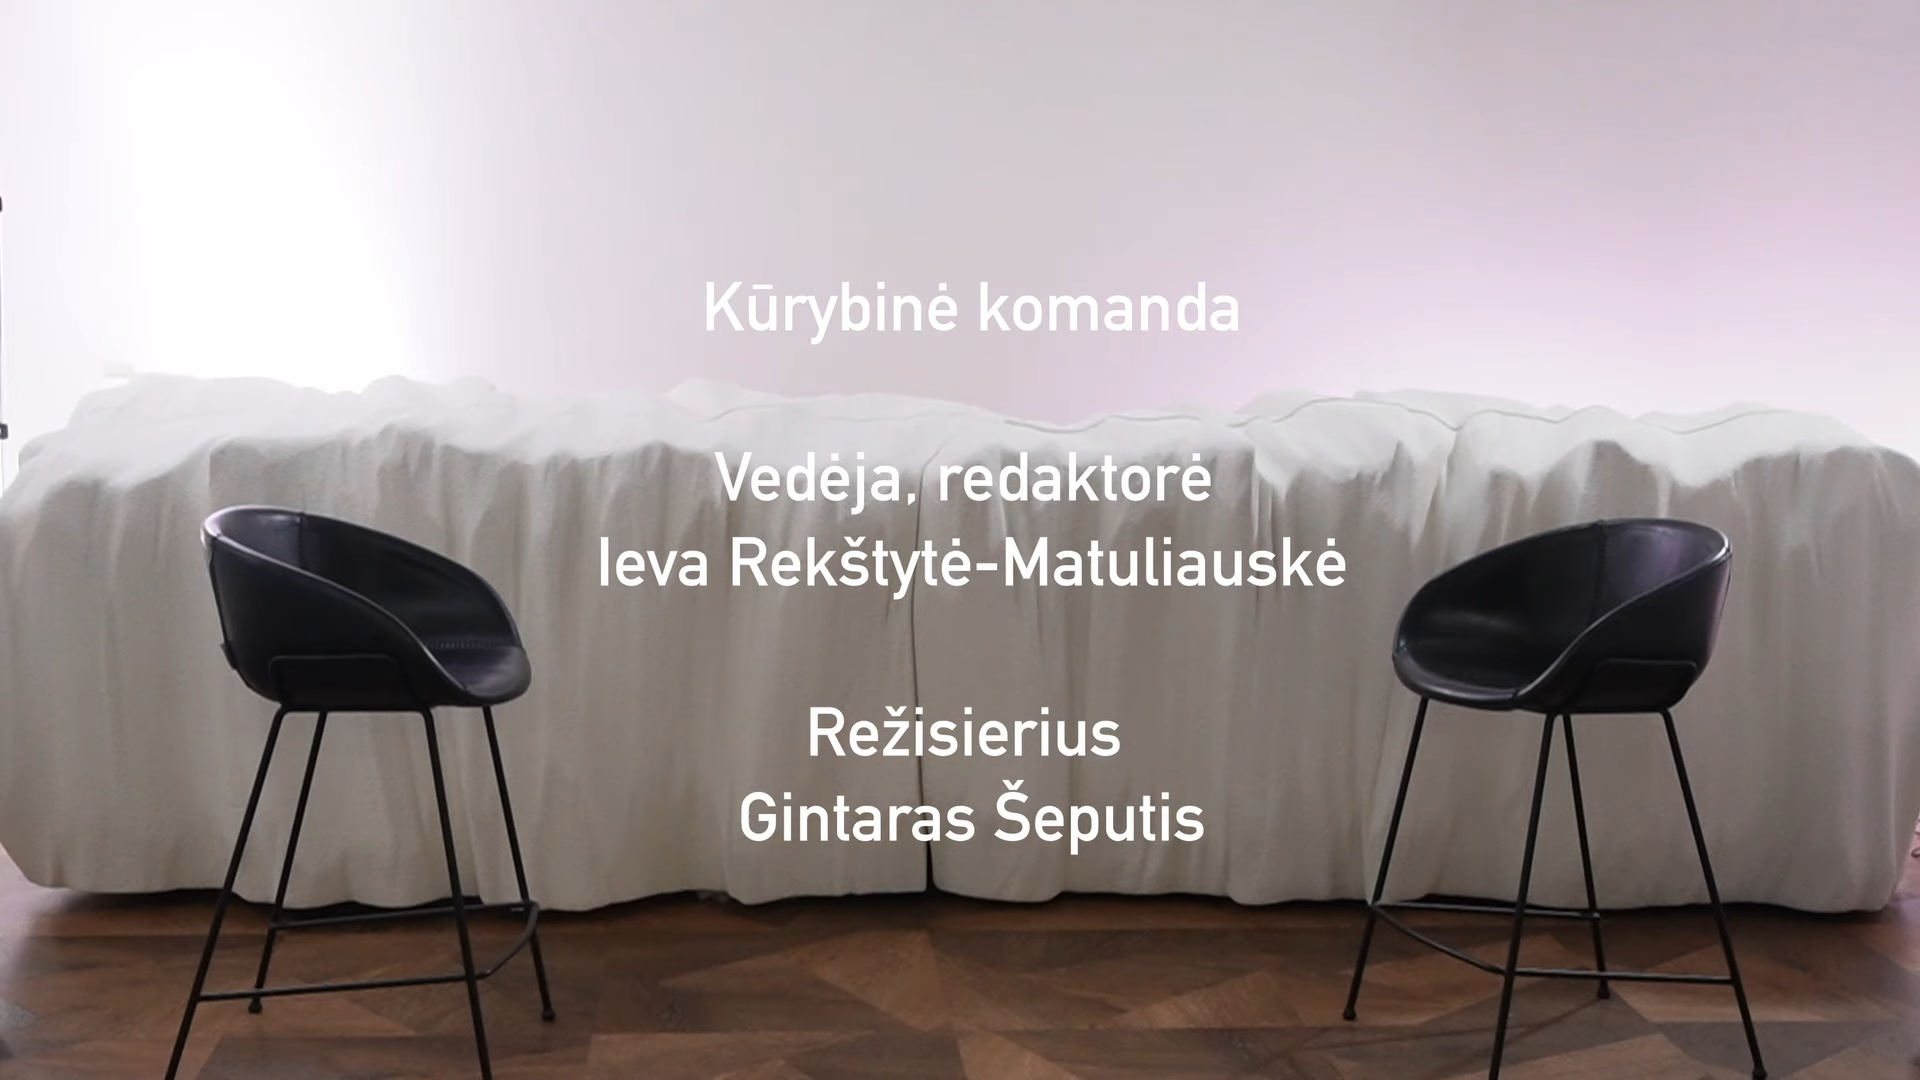 Kūrybinė komanda
Vedėja, redaktorė
Ieva Rekštytė-Matuliauskė
Režisierius
Gintaras Šeputis